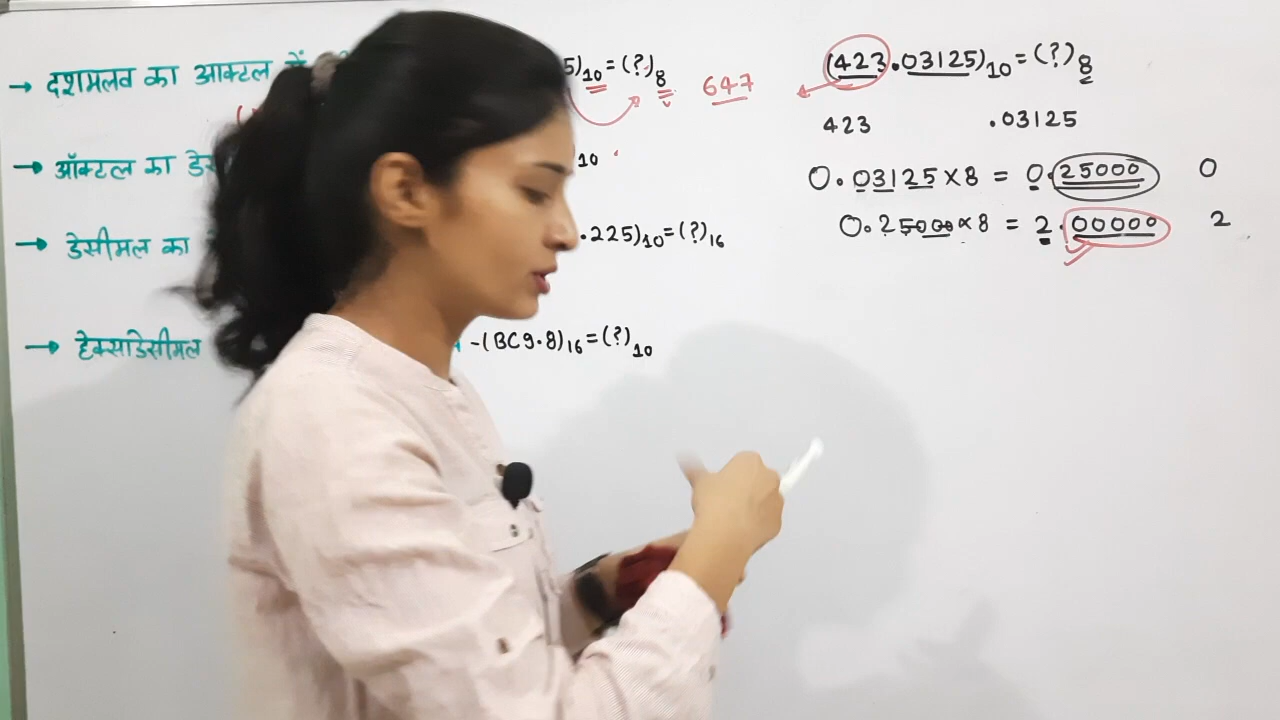 → दशमलव का आक्टल में 5)10 = (?)8 647
→ ऑक्टल का 10
→ डेसीमल का .225)10 = (?)16
→ हेक्साडेसीमल -(BC9.8)16 = (?)10
(423.03125)10 = (?)8
423 .03125
0.03125 × 8 = 0.25000 0
0.25000 × 8 = 2.00000 2